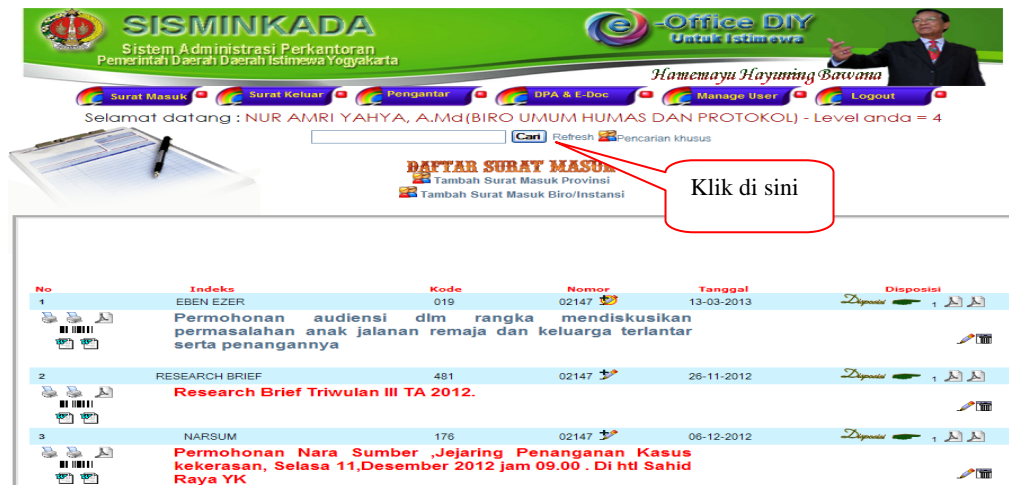 SISMINKADA
Sistem Administrasi Perkantoran
Pemerintah Daerah Daerah Istimewa Yogyakarta
e -Office DIY
Untuk Istimewa
Hamemayu Hayuning Bawana
Surat Masuk Surat Keluar Pengantar DPA & E-Doc Manage User Logout
Selamat datang : NUR AMRI YAHYA, A.Md(BIRO UMUM HUMAS DAN PROTOKOL) - Level anda = 4
Cari Refresh Pencarian khusus
DAFTAR SURAT MASUK
Tambah Surat Masuk Provinsi
Tambah Surat Masuk Biro/Instansi
Klik di sini
No Indeks Kode Nomor Tanggal Disposisi
1 EBEN EZER 019 02147 13-03-2013 Disposisi 1
Permohonan audiensi dlm rangka mendiskusikan
permasalahan anak jalanan remaja dan keluarga terlantar
serta penangannya
2 RESEARCH BRIEF 481 02147 26-11-2012 Disposisi 1
Research Brief Triwulan III TA 2012.
3 NARSUM 176 02147 06-12-2012 Disposisi 1
Permohonan Nara Sumber ,Jejaring Penanganan Kasus
kekerasan, Selasa 11,Desember 2012 jam 09.00 . Di htl Sahid
Raya YK